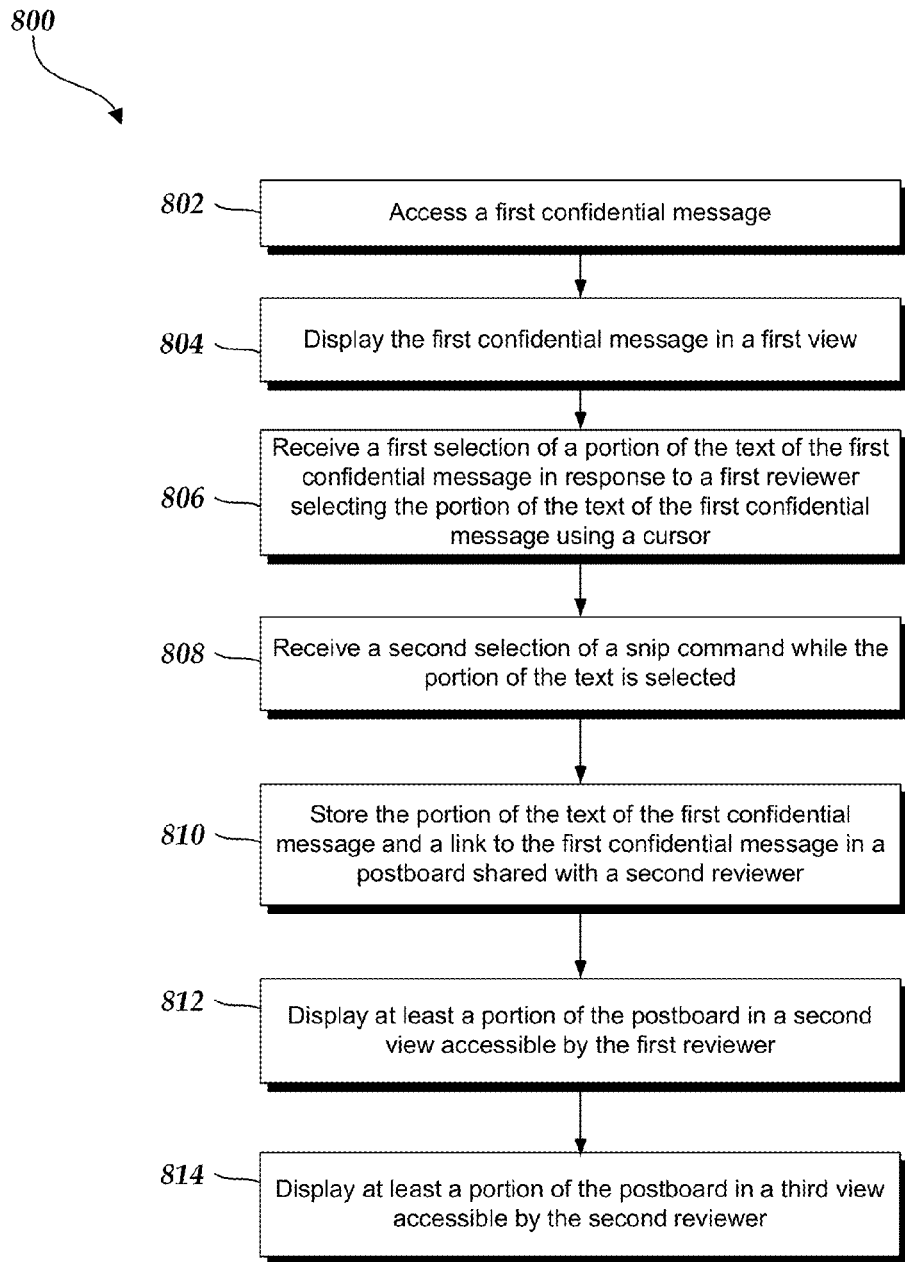 800
802
Access a first confidential message
804
Display the first confidential message in a first view
806
Receive a first selection of a portion of the text of the first
confidential message in response to a first reviewer
selecting the portion of the text of the first confidential
message using a cursor
808
Receive a second selection of a snip command while the
portion of the text is selected
810
Store the portion of the text of the first confidential
message and a link to the first confidential message in a
postboard shared with a second reviewer
812
Display at least a portion of the postboard in a second
view accessible by the first reviewer
814
Display at least a portion of the postboard in a third view
accessible by the second reviewer